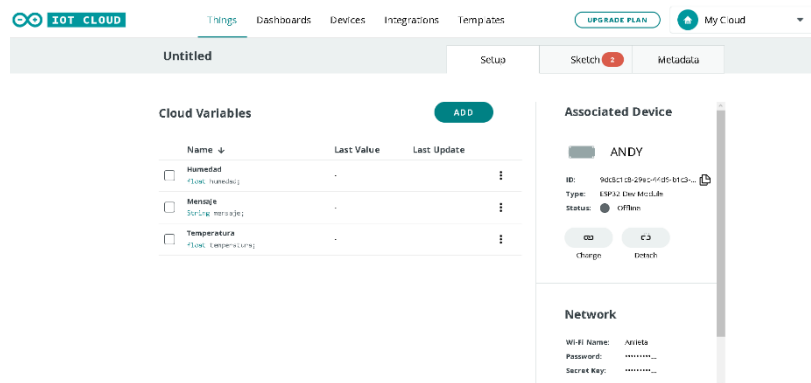 IOT CLOUD
Things Dashboards Devices Integrations Templates
UPGRADE PLAN
My Cloud
Untitled
Setup
Sketch 2
Metadata
Cloud Variables
ADD
Name ↓ Last Value Last Update
Humedad
float humedad;
-
Mensaje
String mensaje;
-
Temperatura
float temperatura;
-
Associated Device
ANDY
ID:
Type: ESP32 Dev Module
Status: Offline
Change Detach
Network
Wi-Fi Name:
Password: ........…
Secret Key: ........…